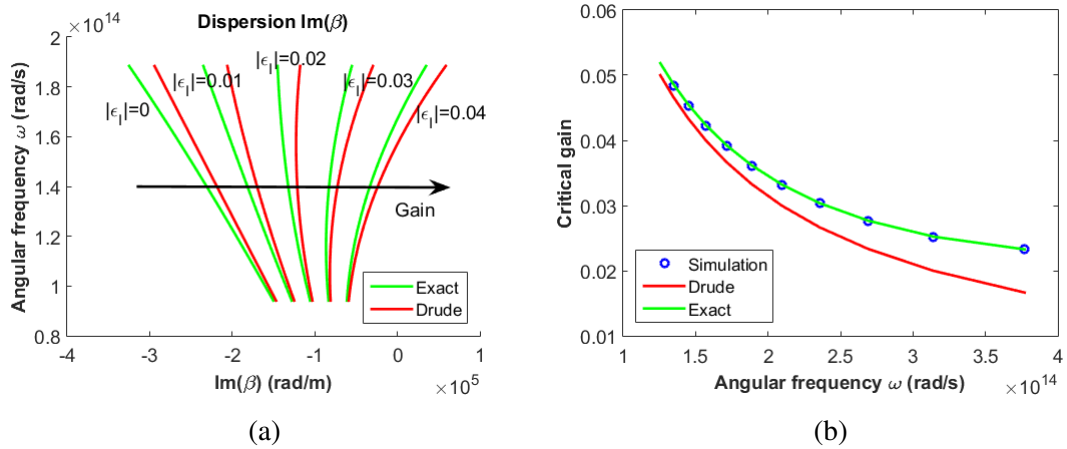 Dispersion Im(β)
×10^14
2
1.8
1.6
1.4
1.2
1
0.8
Angular frequency ω (rad/s)
|ϵ_I|=0
|ϵ_I|=0.01
|ϵ_I|=0.02
|ϵ_I|=0.03
|ϵ_I|=0.04
Gain
Exact
Drude
-4
-3
-2
-1
0
1
Im(β) (rad/m)
×10^5
(a)
0.06
0.05
0.04
0.03
0.02
0.01
Critical gain
Simulation
Drude
Exact
1
1.5
2
2.5
3
3.5
4
Angular frequency ω (rad/s)
×10^14
(b)